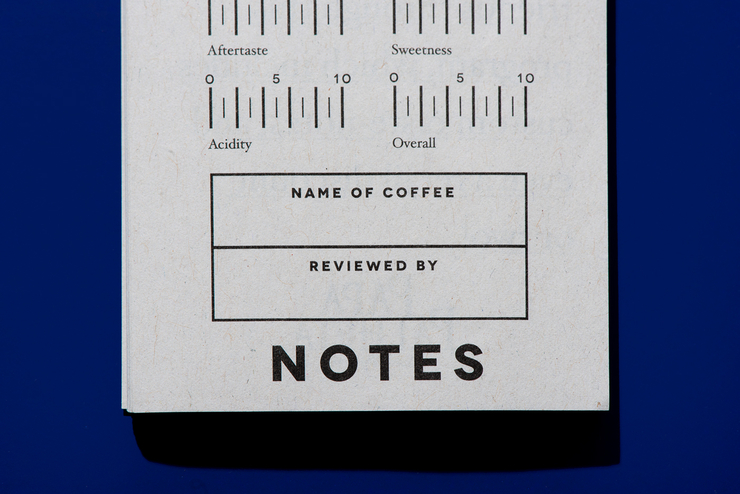 Aftertaste Sweetness
0 5 10 0 5 10
Acidity Overall
NAME OF COFFEE
REVIEWED BY
NOTES